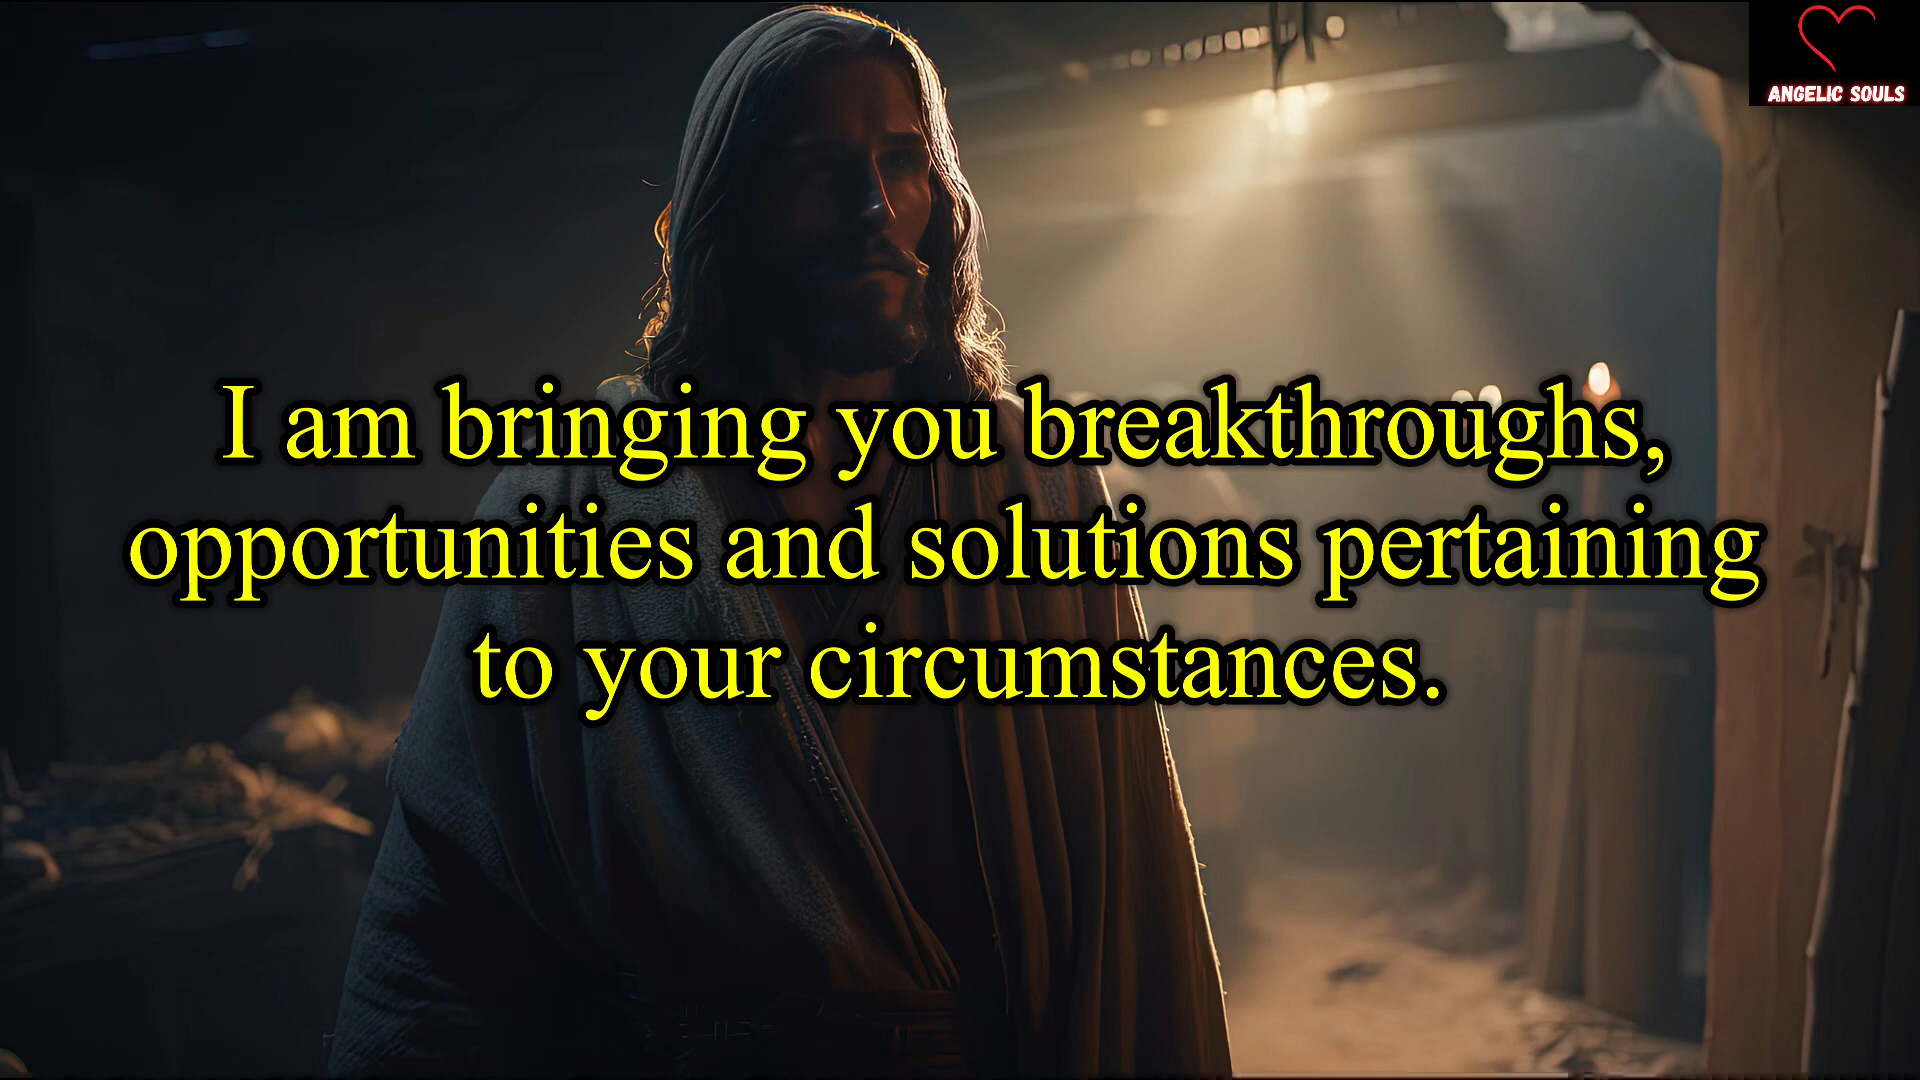 ANGELIC SOULS
I am bringing you breakthroughs,
opportunities and solutions pertaining
to your circumstances.